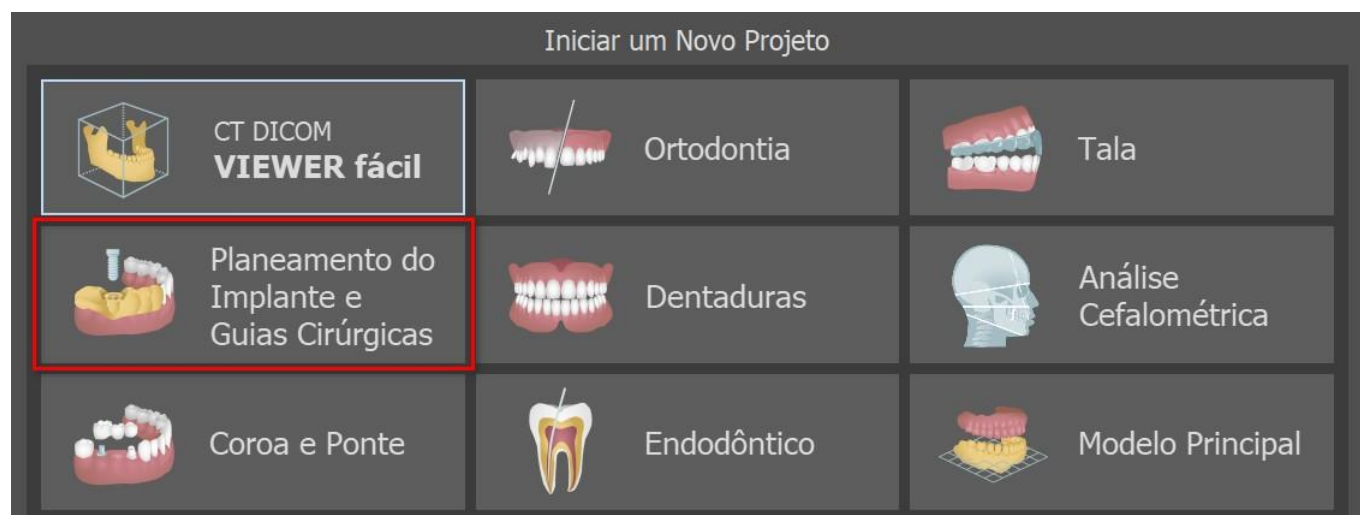 Iniciar um Novo Projeto
CT DICOM
VIEWER fácil
Ortodontia
Tala
Planeamento do
Implante e
Guias Cirúrgicas
Dentaduras
Análise
Cefalométrica
Coroa e Ponte
Endodôntico
Modelo Principal